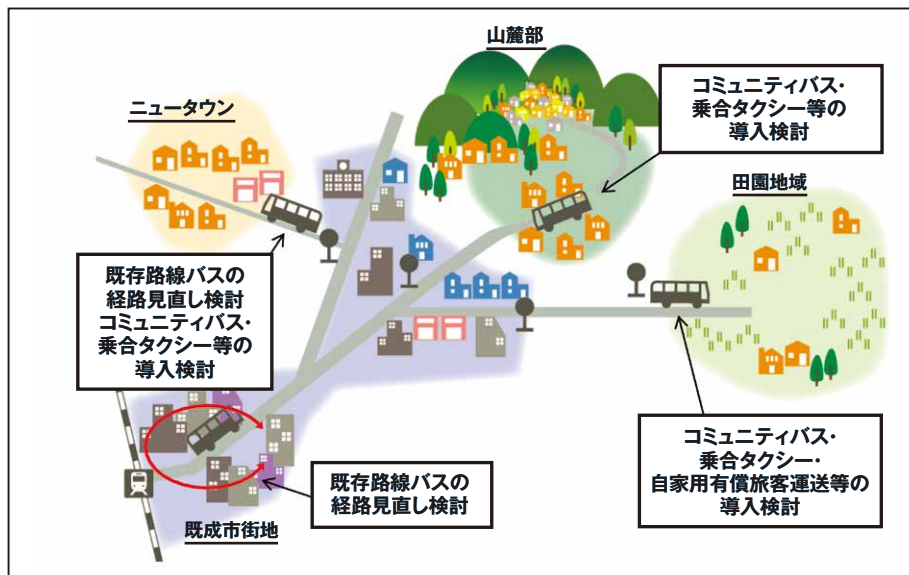 山麓部
コミュニティバス・
乗合タクシー等の
導入検討
ニュータウン
田園地域
既存路線バスの
経路見直し検討
コミュニティバス・
乗合タクシー等の
導入検討
コミュニティバス・
乗合タクシー・
自家用有償旅客運送等の
導入検討
既存路線バスの
経路見直し検討
既成市街地